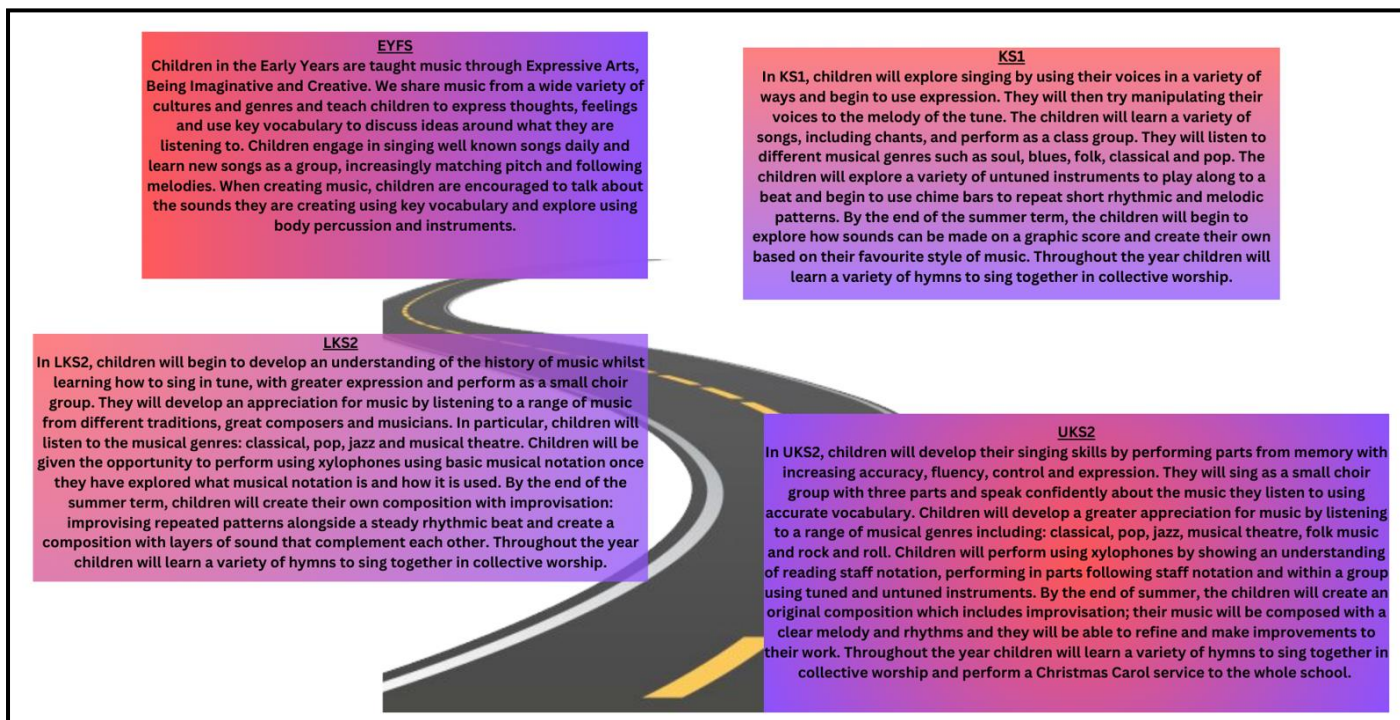 EYFS
Children in the Early Years are taught music through Expressive Arts,
Being Imaginative and Creative. We share music from a wide variety of
cultures and genres and teach children to express thoughts, feelings
and use key vocabulary to discuss ideas around what they are
listening to. Children engage in singing well known songs daily and
learn new songs as a group, increasingly matching pitch and following
melodies. When creating music, children are encouraged to talk about
the sounds they are creating using key vocabulary and explore using
body percussion and instruments.
KS1
In KS1, children will explore singing by using their voices in a variety of
ways and begin to use expression. They will then try manipulating their
voices to the melody of the tune. The children will learn a variety of
songs, including chants, and perform as a class group. They will listen to
different musical genres such as soul, blues, folk, classical and pop. The
children will explore a variety of untuned instruments to play along to a
beat and begin to use chime bars to repeat short rhythmic and melodic
patterns. By the end of the summer term, the children will begin to
explore how sounds can be made on a graphic score and create their own
based on their favourite style of music. Throughout the year children will
learn a variety of hymns to sing together in collective worship.
LKS2
In LKS2, children will begin to develop an understanding of the history of music whilst
learning how to sing in tune, with greater expression and perform as a small choir
group. They will develop an appreciation for music by listening to a range of music
from different traditions, great composers and musicians. In particular, children will
listen to the musical genres: classical, pop, jazz and musical theatre. Children will be
given the opportunity to perform using xylophones using basic musical notation once
they have explored what musical notation is and how it is used. By the end of the
summer term, children will create their own composition with improvisation:
improvising repeated patterns alongside a steady rhythmic beat and create a
composition with layers of sound that complement each other. Throughout the year
children will learn a variety of hymns to sing together in collective worship.
UKS2
In UKS2, children will develop their singing skills by performing parts from memory with
increasing accuracy, fluency, control and expression. They will sing as a small choir
group with three parts and speak confidently about the music they listen to using
accurate vocabulary. Children will develop a greater appreciation for music by listening
to a range of musical genres including: classical, pop, jazz, musical theatre, folk music
and rock and roll. Children will perform using xylophones by showing an understanding
of reading staff notation, performing in parts following staff notation and within a group
using tuned and untuned instruments. By the end of summer, the children will create an
original composition which includes improvisation; their music will be composed with a
clear melody and rhythms and they will be able to refine and make improvements to
their work. Throughout the year children will learn a variety of hymns to sing together in
collective worship and perform a Christmas Carol service to the whole school.